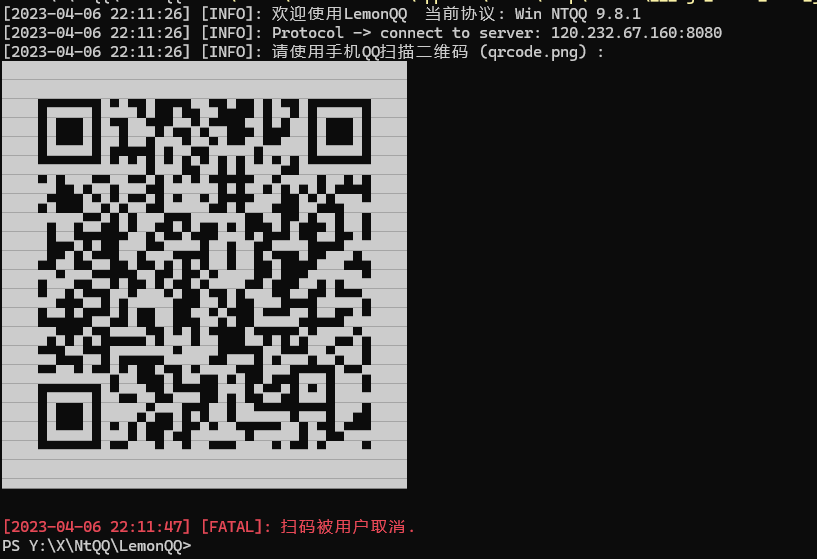 [2023-04-06 22:11:26] [INFO]: 欢迎使用LemonQQ  当前协议: Win NTQQ 9.8.1
[2023-04-06 22:11:26] [INFO]: Protocol -> connect to server: 120.232.67.160:8080
[2023-04-06 22:11:26] [INFO]: 请使用手机QQ扫描二维码 (qrcode.png) :
[2023-04-06 22:11:47] [FATAL]: 扫码被用户取消.
PS Y:\X\NtQQ\LemonQQ>